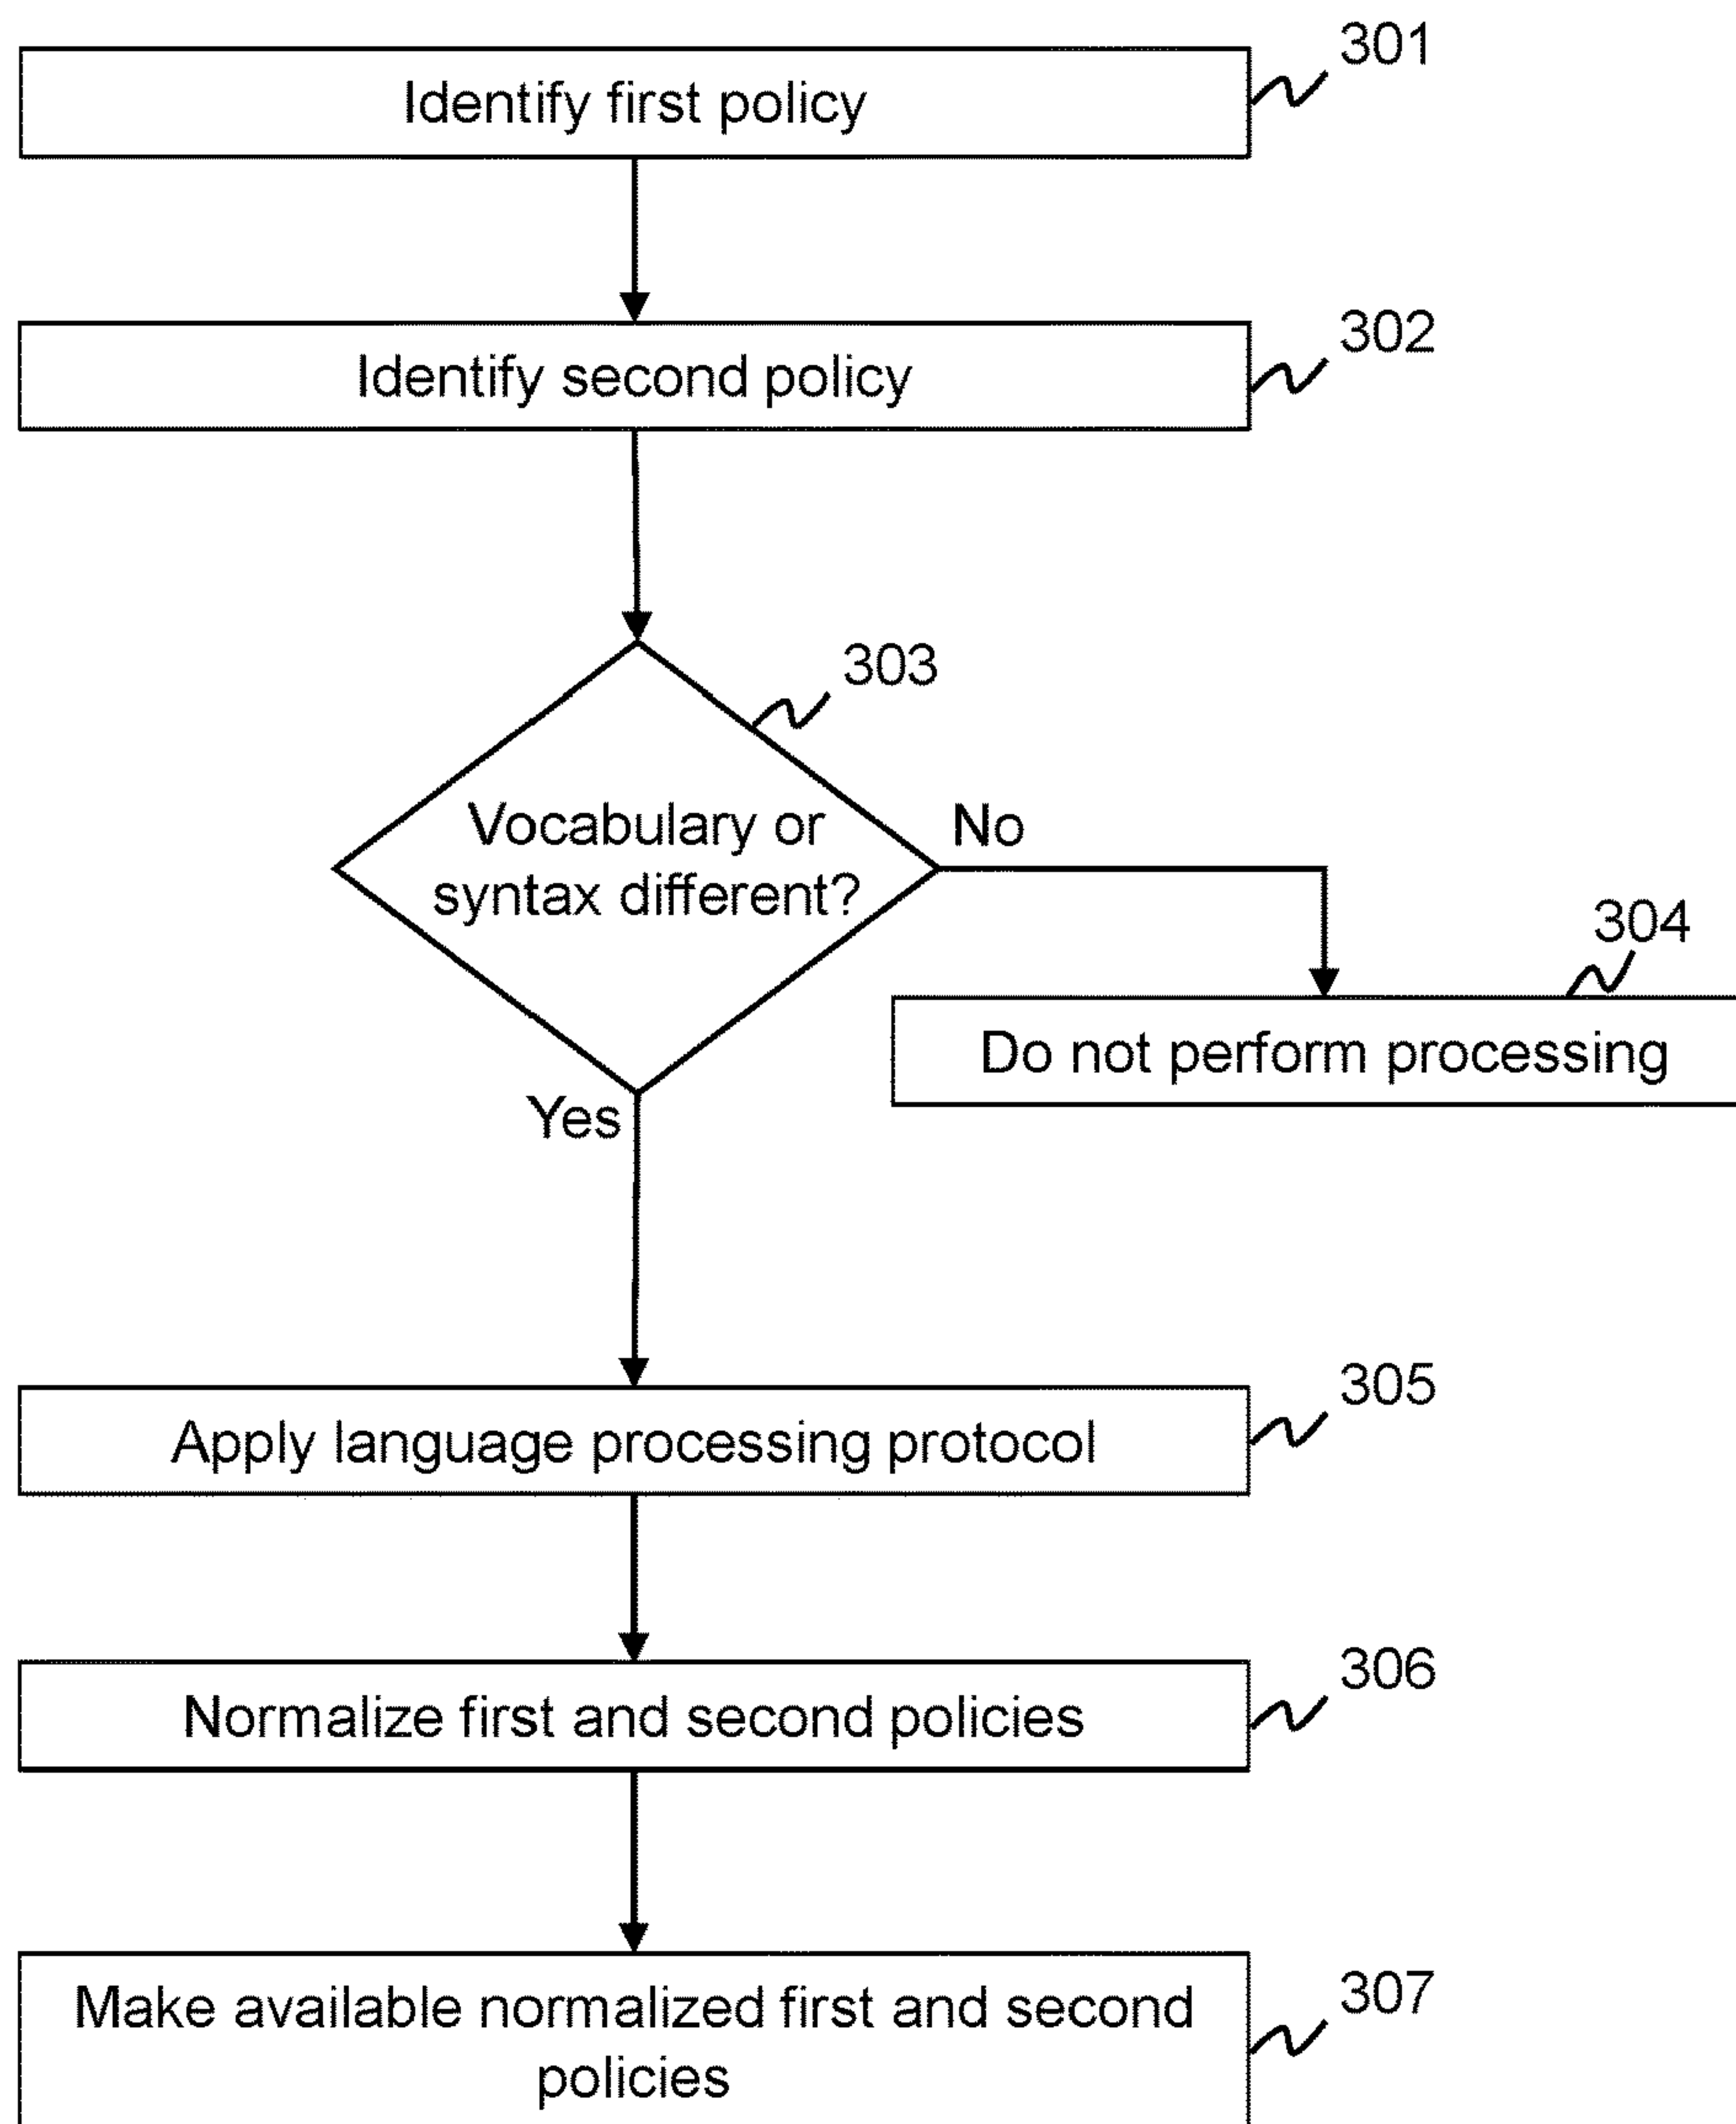 301
Identify first policy
302
Identify second policy
303
Vocabulary or
syntax different?
No
304
Do not perform processing
Yes
305
Apply language processing protocol
306
Normalize first and second policies
307
Make available normalized first and second
policies